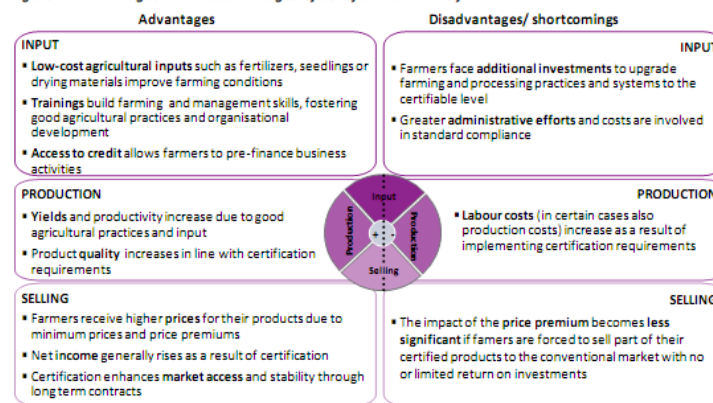 Advantages
Disadvantages/ shortcomings
INPUT
▪ Low-cost agricultural inputs such as fertilizers, seedlings or
drying materials improve farming conditions
▪ Trainings build farming and management skills, fostering
good agricultural practices and organisational
development
▪ Access to credit allows farmers to pre-finance business
activities
INPUT
▪ Farmers face additional investments to upgrade
farming and processing practices and systems to the
certifiable level
▪ Greater administrative efforts and costs are involved
in standard compliance
PRODUCTION
▪ Yields and productivity increase due to good
agricultural practices and input
▪ Product quality increases in line with certification
requirements
Input
Production
+
-
Production
Selling
PRODUCTION
▪ Labour costs (in certain cases also
production costs) increase as a result of
implementing certification requirements
SELLING
▪ Farmers receive higher prices for their products due to
minimum prices and price premiums
▪ Net income generally rises as a result of certification
▪ Certification enhances market access and stability through
long term contracts
SELLING
▪ The impact of the price premium becomes less
significant if famers are forced to sell part of their
certified products to the conventional market with no
or limited return on investments